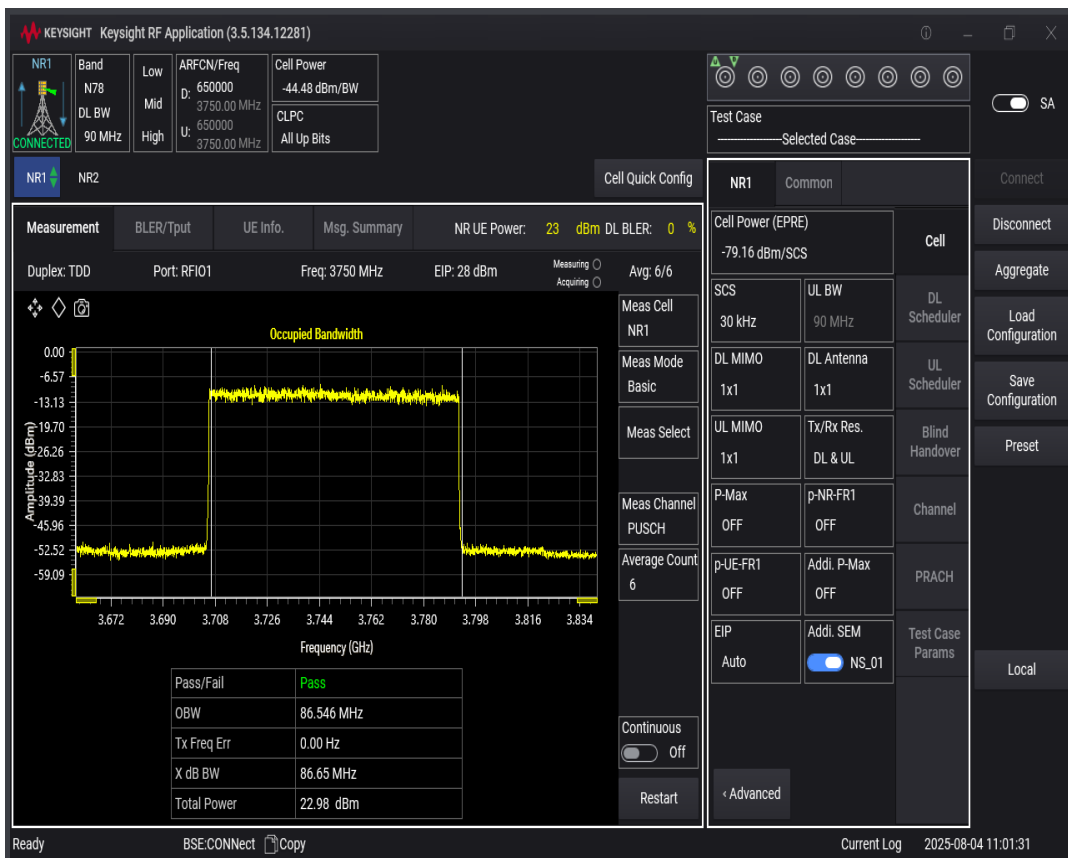 KEYSIGHT Keysight RF Application (3.5.134.12281)
NR1
CONNECTED
Band
N78
DL BW
90 MHz
Low
Mid
High
ARFCN/Freq
D: 650000
3750.00 MHz
U: 650000
3750.00 MHz
Cell Power
-44.48 dBm/BW
CLPC
All Up Bits
Test Case
Selected Case
SA
NR1 NR2
Cell Quick Config
Measurement BLER/Tput UE Info. Msg. Summary NR UE Power: 23 dBm DL BLER: 0 %
Duplex: TDD Port: RFIO1 Freq: 3750 MHz EIP: 28 dBm Measuring Avg: 6/6
Acquiring
Occupied Bandwidth
Amplitude (dBm)
0.00
-6.57
-13.13
-19.70
-26.26
-32.83
-39.39
-45.96
-52.52
-59.09
3.672 3.690 3.708 3.726 3.744 3.762 3.780 3.798 3.816 3.834
Frequency (GHz)
Pass/Fail Pass
OBW 86.546 MHz
Tx Freq Err 0.00 Hz
X dB BW 86.65 MHz
Total Power 22.98 dBm
Meas Cell
NR1
Meas Mode
Basic
Meas Select
Meas Channel
PUSCH
Average Count
6
Continuous
Off
Restart
NR1 Common
Cell Power (EPRE)
-79.16 dBm/SCS
SCS
30 kHz
UL BW
90 MHz
DL MIMO
1x1
DL Antenna
1x1
UL MIMO
1x1
Tx/Rx Res.
DL & UL
P-Max
OFF
p-NR-FR1
OFF
p-UE-FR1
OFF
Addi. P-Max
OFF
EIP
Auto
Addi. SEM
NS_01
‹ Advanced
Cell
DL
Scheduler
UL
Scheduler
Blind
Handover
Channel
PRACH
Test Case
Params
Connect
Disconnect
Aggregate
Load
Configuration
Save
Configuration
Preset
Local
Ready BSE:CONNect Copy Current Log 2025-08-04 11:01:31